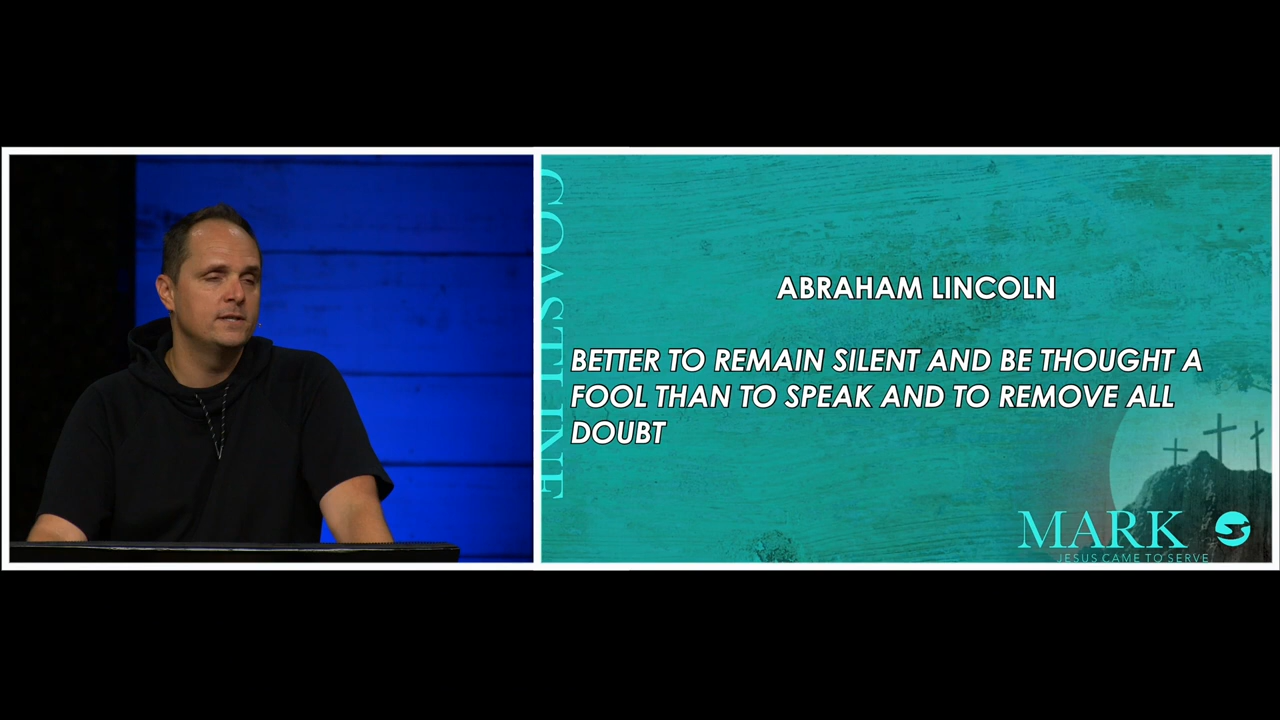 COASTLINE
ABRAHAM LINCOLN
BETTER TO REMAIN SILENT AND BE THOUGHT A
FOOL THAN TO SPEAK AND TO REMOVE ALL
DOUBT
MARK
JESUS CAME TO SERVE